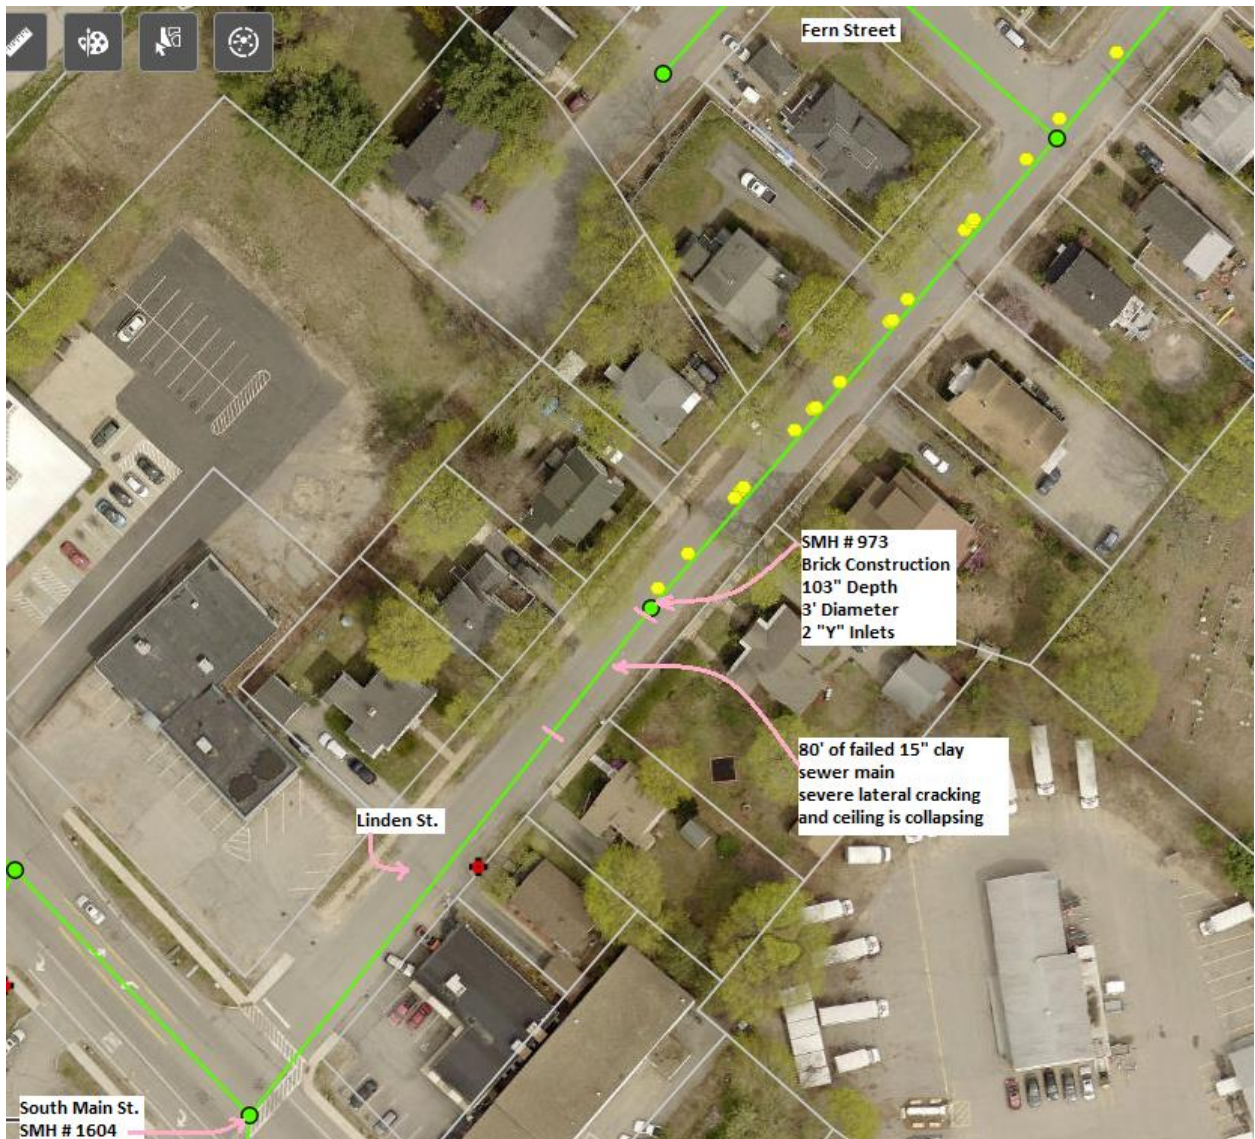 Fern Street
SMH # 973
Brick Construction
103" Depth
3' Diameter
2 "Y" Inlets
80' of failed 15" clay
sewer main
severe lateral cracking
and ceiling is collapsing
Linden St.
South Main St.
SMH # 1604